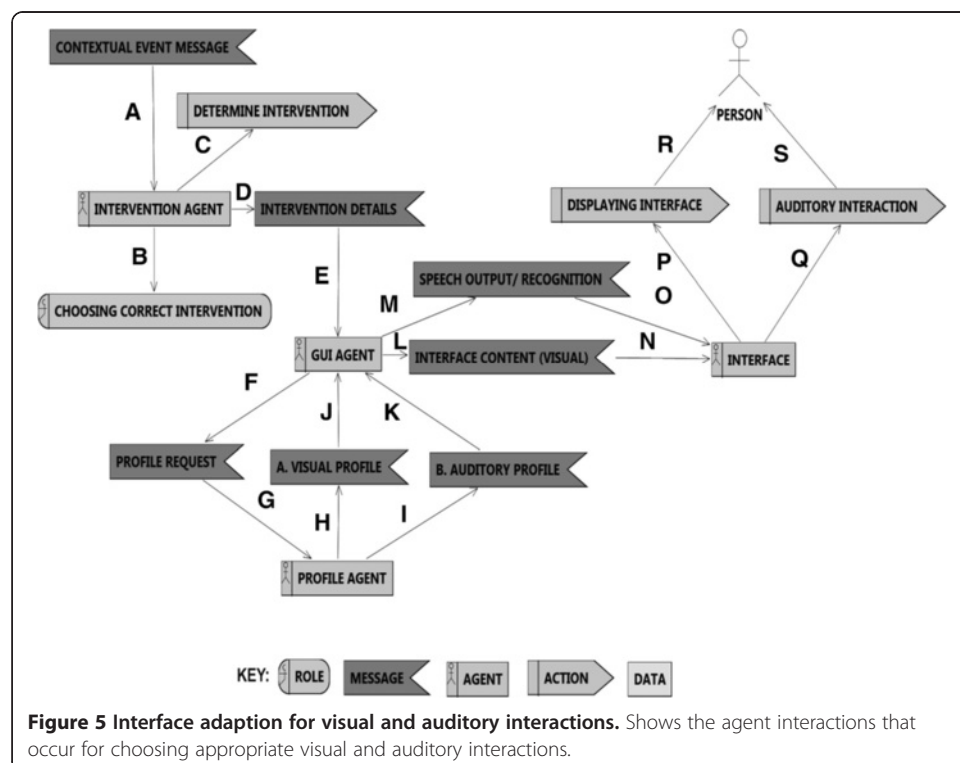 CONTEXTUAL EVENT MESSAGE
A
DETERMINE INTERVENTION
C
PERSON
R
S
D
INTERVENTION AGENT
INTERVENTION DETAILS
DISPLAYING INTERFACE
AUDITORY INTERACTION
B
E
P
Q
O
SPEECH OUTPUT/ RECOGNITION
CHOOSING CORRECT INTERVENTION
M
L
N
GUI AGENT
INTERFACE CONTENT (VISUAL)
INTERFACE
F
J
K
PROFILE REQUEST
A. VISUAL PROFILE
B. AUDITORY PROFILE
G
H
I
PROFILE AGENT
KEY: ROLE MESSAGE AGENT ACTION DATA
Figure 5 Interface adaption for visual and auditory interactions. Shows the agent interactions that
occur for choosing appropriate visual and auditory interactions.